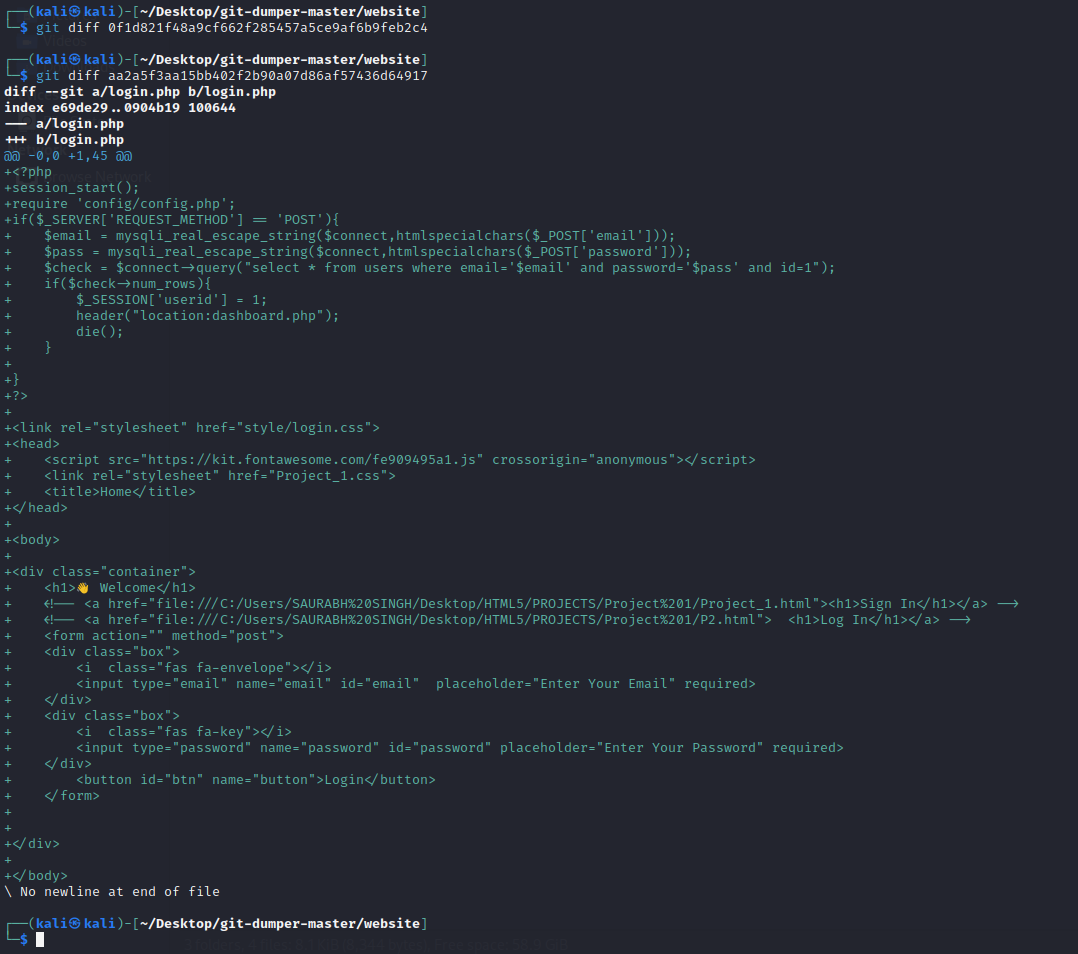 ┌──(kali㉿kali)-[~/Desktop/git-dumper-master/website]
└─$ git diff 0f1d821f48a9cf662f285457a5ce9af6b9feb2c4

┌──(kali㉿kali)-[~/Desktop/git-dumper-master/website]
└─$ git diff aa2a5f3aa15bb402f2b90a07d86af57436d64917
diff --git a/login.php b/login.php
index e69de29..0904b19 100644
--- a/login.php
+++ b/login.php
@@ -0,0 +1,45 @@
+<?php
+session_start();
+require 'config/config.php';
+if($_SERVER['REQUEST_METHOD'] == 'POST'){
+    $email = mysqli_real_escape_string($connect,htmlspecialchars($_POST['email']));
+    $pass = mysqli_real_escape_string($connect,htmlspecialchars($_POST['password']));
+    $check = $connect->query("select * from users where email='$email' and password='$pass' and id=1");
+    if($check->num_rows){
+        $_SESSION['userid'] = 1;
+        header("location:dashboard.php");
+        die();
+    }
+
+}
+?>
+
+<link rel="stylesheet" href="style/login.css">
+<head>
+    <script src="https://kit.fontawesome.com/fe909495a1.js" crossorigin="anonymous"></script>
+    <link rel="stylesheet" href="Project_1.css">
+    <title>Home</title>
+</head>
+
+<body>
+
+<div class="container">
+    <h1>👋 Welcome</h1>
+    <!-- <a href="file:///C:/Users/SAURABH%20SINGH/Desktop/HTML5/PROJECTS/Project%201/Project_1.html"><h1>Sign In</h1></a> -->
+    <!-- <a href="file:///C:/Users/SAURABH%20SINGH/Desktop/HTML5/PROJECTS/Project%201/P2.html">  <h1>Log In</h1></a> -->
+    <form action="" method="post">
+    <div class="box">
+        <i  class="fas fa-envelope"></i>
+        <input type="email" name="email" id="email"  placeholder="Enter Your Email" required>
+    </div>
+    <div class="box">
+        <i  class="fas fa-key"></i>
+        <input type="password" name="password" id="password" placeholder="Enter Your Password" required>
+    </div>
+        <button id="btn" name="button">Login</button>
+    </form>
+
+
+</div>
+
+</body>
\ No newline at end of file

┌──(kali㉿kali)-[~/Desktop/git-dumper-master/website]
└─$